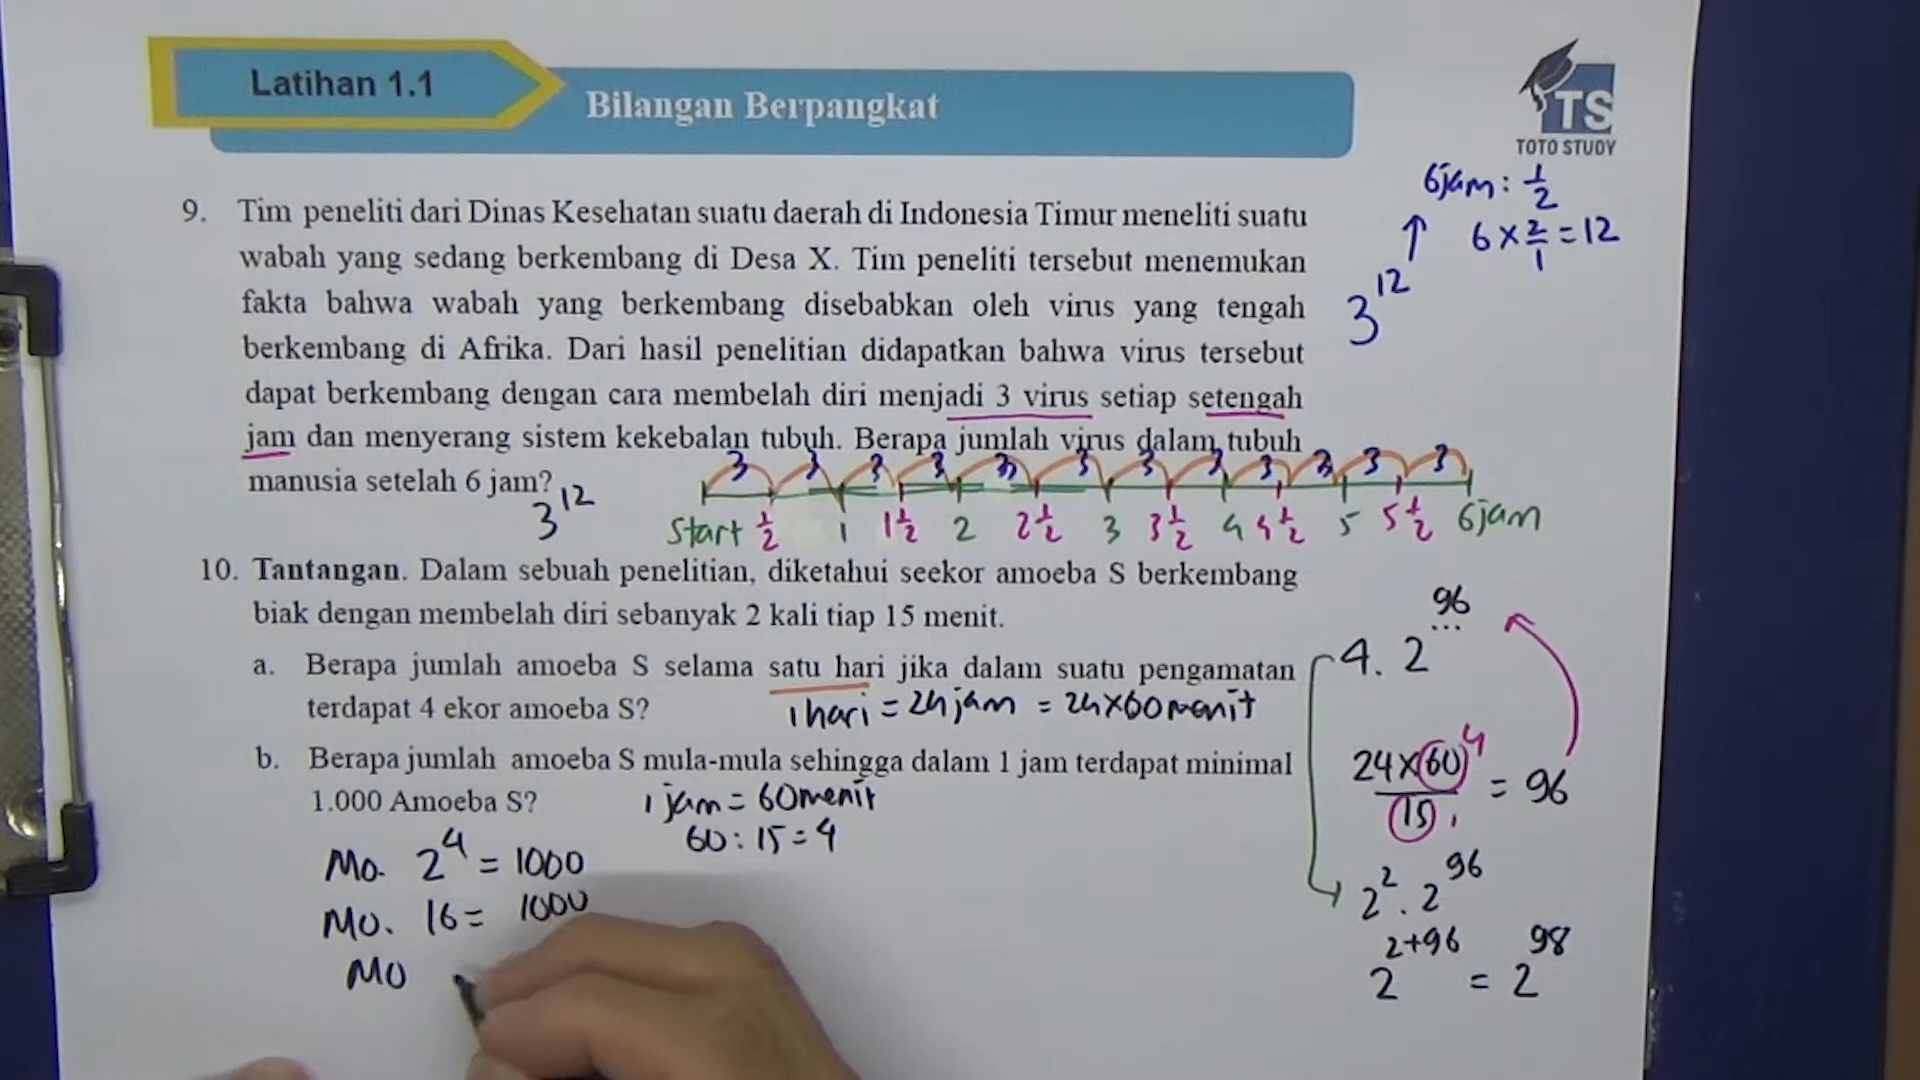 Latihan 1.1
Bilangan Berpangkat
TS
TOTO STUDY
6jam : 1/2
6 × 2/1 = 12
3^12
9. Tim peneliti dari Dinas Kesehatan suatu daerah di Indonesia Timur meneliti suatu
wabah yang sedang berkembang di Desa X. Tim peneliti tersebut menemukan
fakta bahwa wabah yang berkembang disebabkan oleh virus yang tengah
berkembang di Afrika. Dari hasil penelitian didapatkan bahwa virus tersebut
dapat berkembang dengan cara membelah diri menjadi 3 virus setiap setengah
jam dan menyerang sistem kekebalan tubuh. Berapa jumlah virus dalam tubuh
manusia setelah 6 jam?
3^12
3 3 3 3 3 3 3 3 3 3 3 3
Start 1/2 1 1 1/2 2 2 1/2 3 3 1/2 4 4 1/2 5 5 1/2 6jam
10. Tantangan. Dalam sebuah penelitian, diketahui seekor amoeba S berkembang
biak dengan membelah diri sebanyak 2 kali tiap 15 menit.
a. Berapa jumlah amoeba S selama satu hari jika dalam suatu pengamatan
terdapat 4 ekor amoeba S?
1 hari = 24 jam = 24×60 menit
b. Berapa jumlah amoeba S mula-mula sehingga dalam 1 jam terdapat minimal
1.000 Amoeba S?
1 jam = 60 menit
60 : 15 = 4
Mo. 2^4 = 1000
Mo. 16 = 1000
Mo
96
...
4. 2
24×60 4
15 1
= 96
2^2 . 2^96
2^2+96 = 2^98